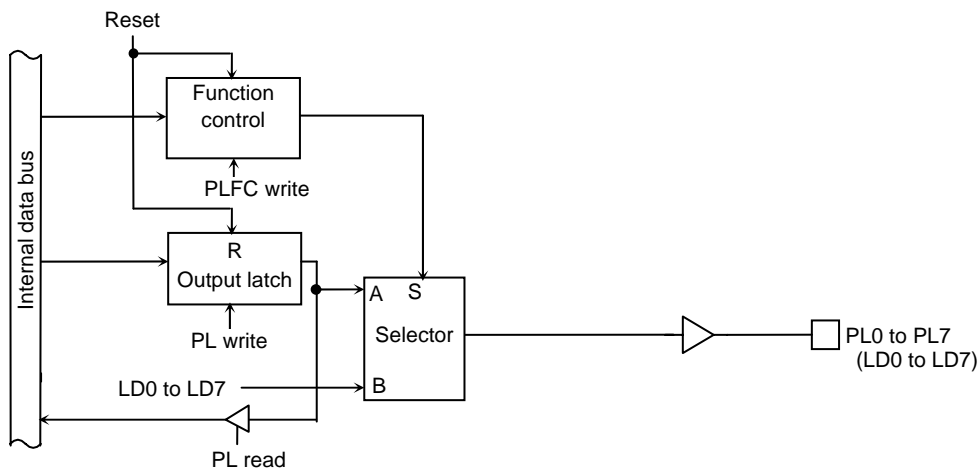 Reset
Internal data bus
Function
control
PLFC write
R
Output latch
PL write
A
S
Selector
B
LD0 to LD7
PL read
PL0 to PL7
(LD0 to LD7)